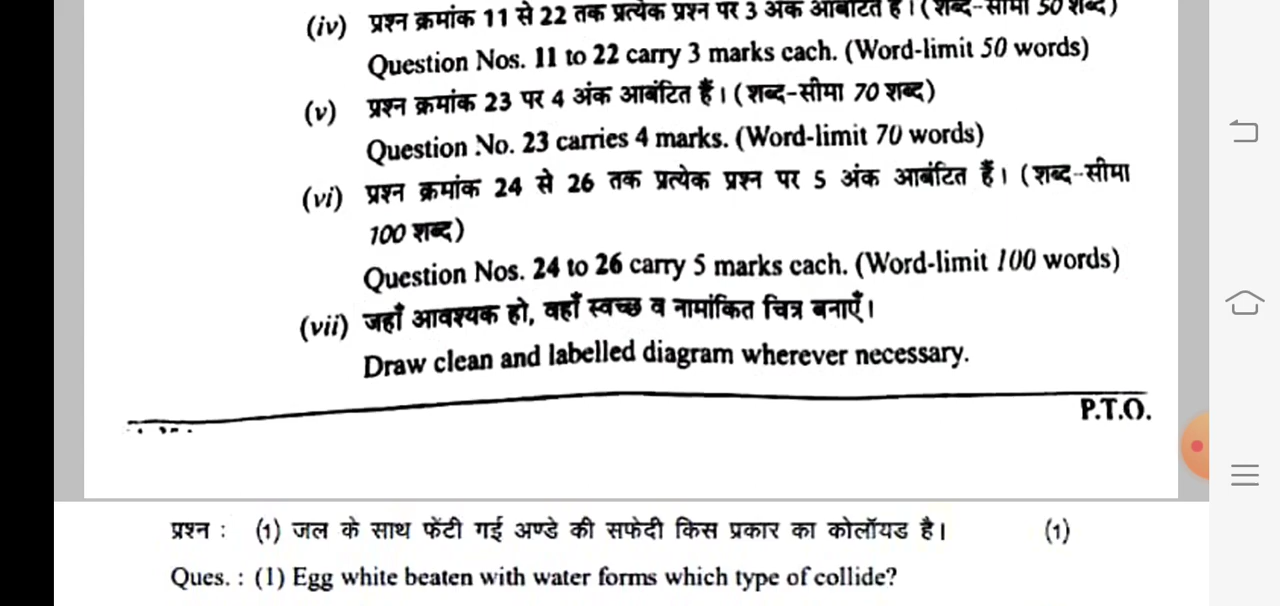 (iv) प्रश्न क्रमांक 11 से 22 तक प्रत्येक प्रश्न पर 3 अंक आबंटित हैं। (शब्द-सीमा 50 शब्द)
Question Nos. 11 to 22 carry 3 marks cach. (Word-limit 50 words)
(v) प्रश्न क्रमांक 23 पर 4 अंक आबंटित हैं। (शब्द-सीमा 70 शब्द)
Question No. 23 carries 4 marks. (Word-limit 70 words)
(vi) प्रश्न क्रमांक 24 से 26 तक प्रत्येक प्रश्न पर 5 अंक आबंटित हैं। (शब्द-सीमा
100 शब्द)
Question Nos. 24 to 26 carry 5 marks cach. (Word-limit 100 words)
(vii) जहाँ आवश्यक हो, वहाँ स्वच्छ व नामांकित चित्र बनाएँ।
Draw clean and labelled diagram wherever necessary.
P.T.O.
प्रश्न : (1) जल के साथ फेंटी गई अण्डे की सफेदी किस प्रकार का कोलॉयड है। (1)
Ques. : (1) Egg white beaten with water forms which type of collide?